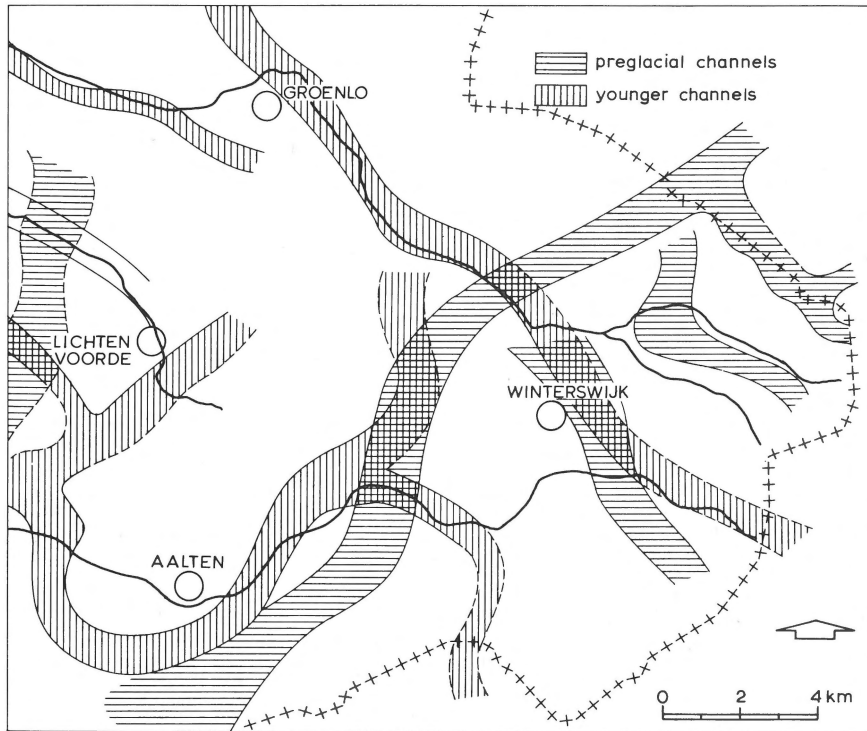 preglacial channels
younger channels
GROENLO
LICHTEN
VOORDE
WINTERSWIJK
AALTEN
0 2 4 km